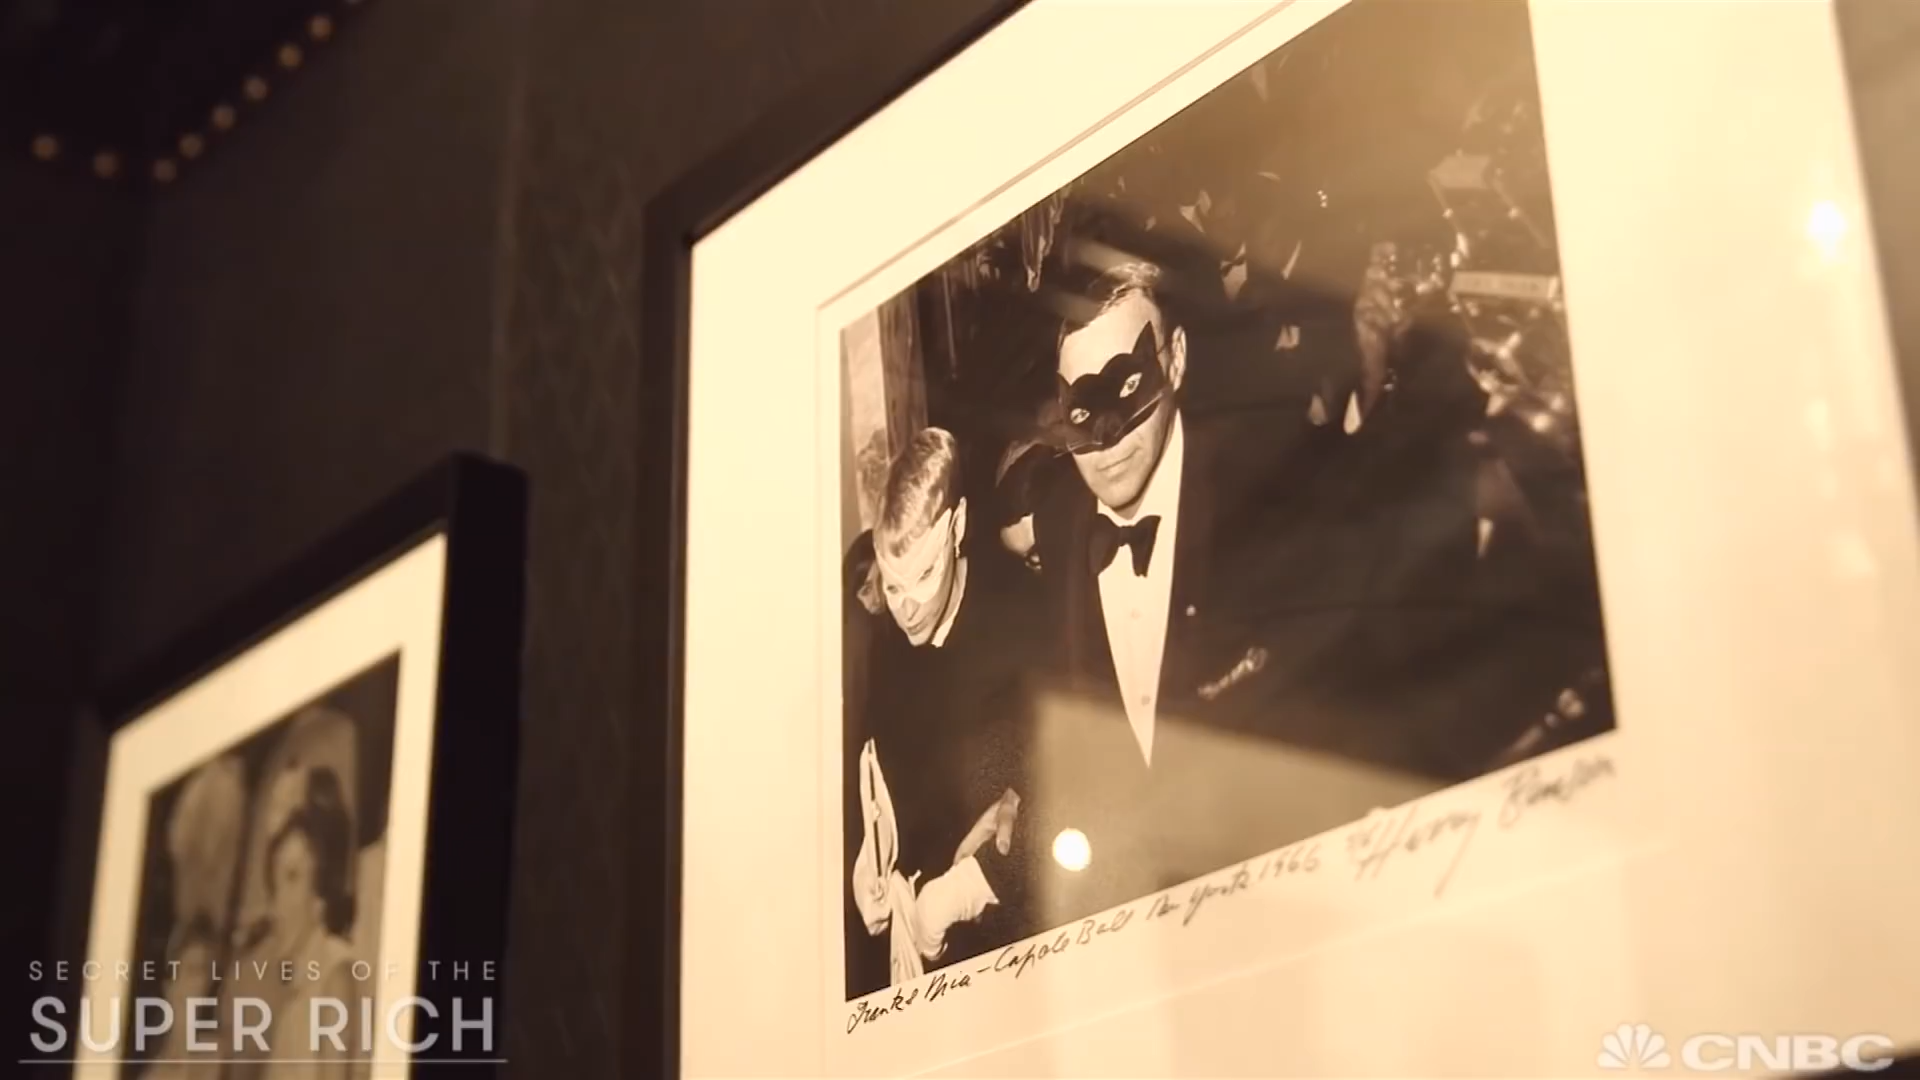 Frank & Mia - Capote Ball New York 1966 Harry Benson
SECRET LIVES OF THE
SUPER RICH
CNBC